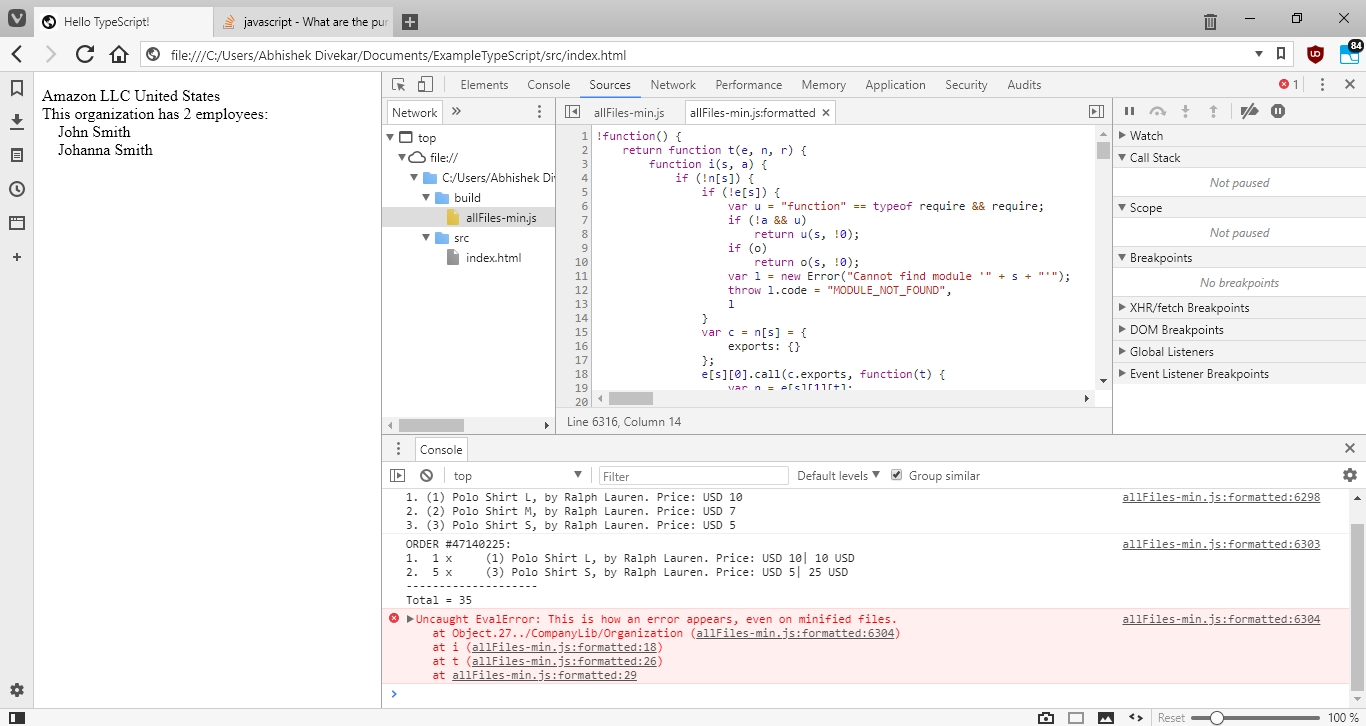 Hello TypeScript!
javascript - What are the pur
file:///C:/Users/Abhishek Divekar/Documents/ExampleTypeScript/src/index.html
84
Amazon LLC United States
This organization has 2 employees:
John Smith
Johanna Smith
Elements Console Sources Network Performance Memory Application Security Audits 1
Network »
top
file://
C:/Users/Abhishek Di
build
allFiles-min.js
src
index.html
allFiles-min.js allFiles-min.js:formatted
1 !function() {
2 return function t(e, n, r) {
3 function i(s, a) {
4 if (!n[s]) {
5 if (!e[s]) {
6 var u = "function" == typeof require && require;
7 if (!a && u)
8 return u(s, !0);
9 if (o)
10 return o(s, !0);
11 var l = new Error("Cannot find module '" + s + "'");
12 throw l.code = "MODULE_NOT_FOUND",
13 l
14 }
15 var c = n[s] = {
16 exports: {}
17 };
18 e[s][0].call(c.exports, function(t) {
19 var n = e[s][1][t];
20
Line 6316, Column 14
Watch
Call Stack
Not paused
Scope
Not paused
Breakpoints
No breakpoints
XHR/fetch Breakpoints
DOM Breakpoints
Global Listeners
Event Listener Breakpoints
Console
top Filter Default levels Group similar
1. (1) Polo Shirt L, by Ralph Lauren. Price: USD 10 allFiles-min.js:formatted:6298
2. (2) Polo Shirt M, by Ralph Lauren. Price: USD 7
3. (3) Polo Shirt S, by Ralph Lauren. Price: USD 5
ORDER #47140225: allFiles-min.js:formatted:6303
1. 1 x (1) Polo Shirt L, by Ralph Lauren. Price: USD 10| 10 USD
2. 5 x (3) Polo Shirt S, by Ralph Lauren. Price: USD 5| 25 USD
--------------------
Total = 35
Uncaught EvalError: This is how an error appears, even on minified files. allFiles-min.js:formatted:6304
at Object.27../CompanyLib/Organization (allFiles-min.js:formatted:6304)
at i (allFiles-min.js:formatted:18)
at t (allFiles-min.js:formatted:26)
at allFiles-min.js:formatted:29
Reset 100 %